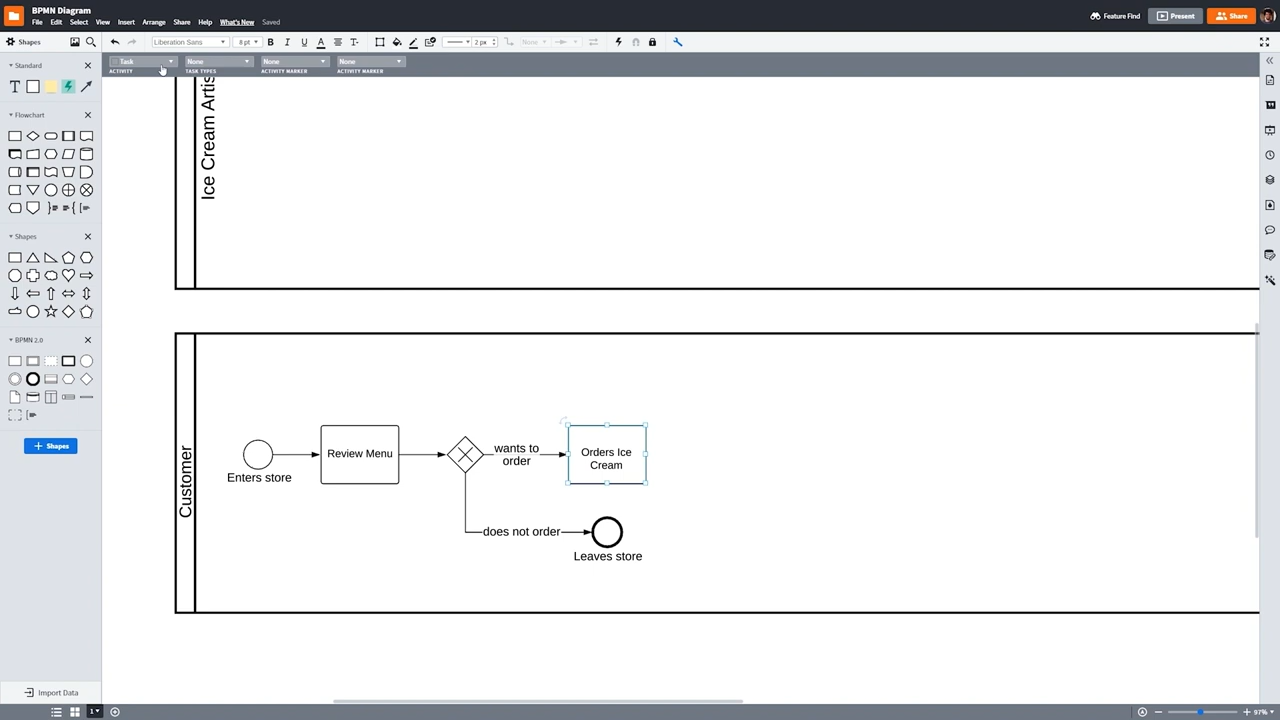 BPMN Diagram
File Edit Select View Insert Arrange Share Help What's New Saved
Feature Find
Present
Share
Shapes
Liberation Sans
8 pt
B I U A T
2 px
None
Task
None
None
None
ACTIVITY
TASK TYPES
ACTIVITY MARKER
ACTIVITY MARKER
Standard
T
Flowchart
Shapes
BPMN 2.0
+ Shapes
Import Data
Ice Cream Artis
Customer
Enters store
Review Menu
wants to
order
Orders Ice
Cream
does not order
Leaves store
1
97%